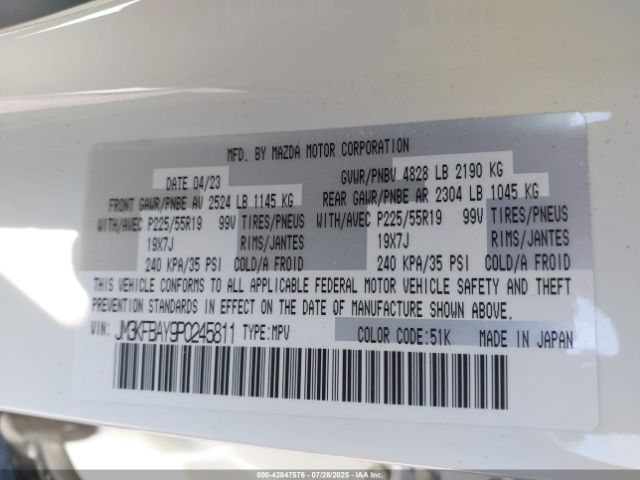 MFD. BY MAZDA MOTOR CORPORATION
DATE 04/23 GVWR/PNBV 4828 LB 2190 KG
FRONT GAWR/PNBE AV 2524 LB 1145 KG REAR GAWR/PNBE AR 2304 LB 1045 KG
WITH/AVEC P225/55R19 99V TIRES/PNEUS WITH/AVEC P225/55R19 99V TIRES/PNEUS
19X7J RIMS/JANTES 19X7J RIMS/JANTES
240 KPA/35 PSI COLD/A FROID 240 KPA/35 PSI COLD/A FROID
THIS VEHICLE CONFORMS TO ALL APPLICABLE FEDERAL MOTOR VEHICLE SAFETY AND THEFT
PREVENTION STANDARDS IN EFFECT ON THE DATE OF MANUFACTURE SHOWN ABOVE.
VIN: JM3KFBAY9P0245811 TYPE:MPV COLOR CODE:51K MADE IN JAPAN
000-42847576 | 07/28/2025 | IAA Inc.